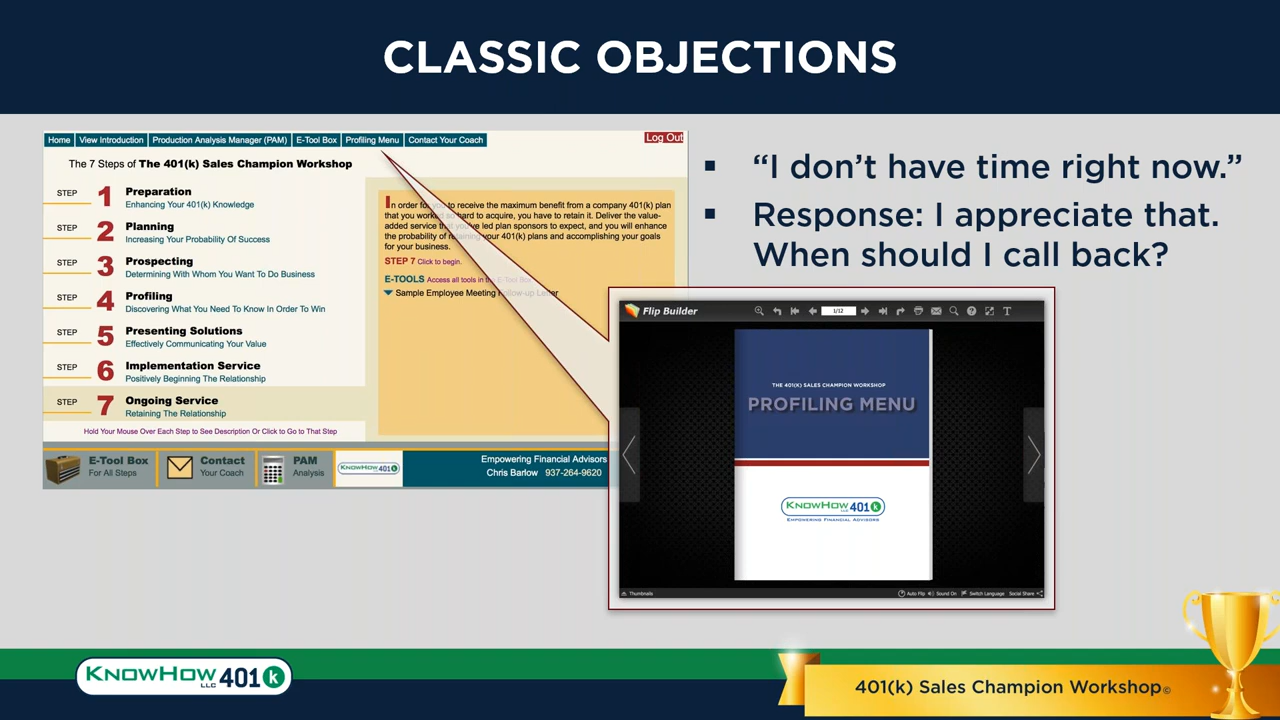 CLASSIC OBJECTIONS
Home
View Introduction
Production Analysis Manager (PAM)
E-Tool Box
Profiling Menu
Contact Your Coach
Log Out
The 7 Steps of The 401(k) Sales Champion Workshop
STEP 1 Preparation
Enhancing Your 401(k) Knowledge
STEP 2 Planning
Increasing Your Probability Of Success
STEP 3 Prospecting
Determining With Whom You Want To Do Business
STEP 4 Profiling
Discovering What You Need To Know In Order To Win
STEP 5 Presenting Solutions
Effectively Communicating Your Value
STEP 6 Implementation Service
Positively Beginning The Relationship
STEP 7 Ongoing Service
Retaining The Relationship
Hold Your Mouse Over Each Step to See Description Or Click to Go to That Step
In order for you to receive the maximum benefit from a company 401(k) plan
that you worked so hard to acquire, you have to retain it. Deliver the value-
added service that you've led plan sponsors to expect, and you will enhance
the probability of retaining your 401(k) plans and accomplishing your goals
for your business.
STEP 7 Click to begin.
E-TOOLS Access all tools in the E-Tool Box
Sample Employee Meeting Follow-up Letter
E-Tool Box
For All Steps
Contact
Your Coach
PAM
Analysis
KNOWHOW 401k
Empowering Financial Advisors
Chris Barlow 937-264-9620
“I don’t have time right now.”
Response: I appreciate that.
When should I call back?
Flip Builder
1/12
T
THE 401(K) SALES CHAMPION WORKSHOP
PROFILING MENU
KNOWHOW LLC 401k
EMPOWERING FINANCIAL ADVISORS
Thumbnails
Auto Flip
Sound On
Switch Language
Social Share
KNOWHOW LLC 401k
401(k) Sales Champion Workshop©